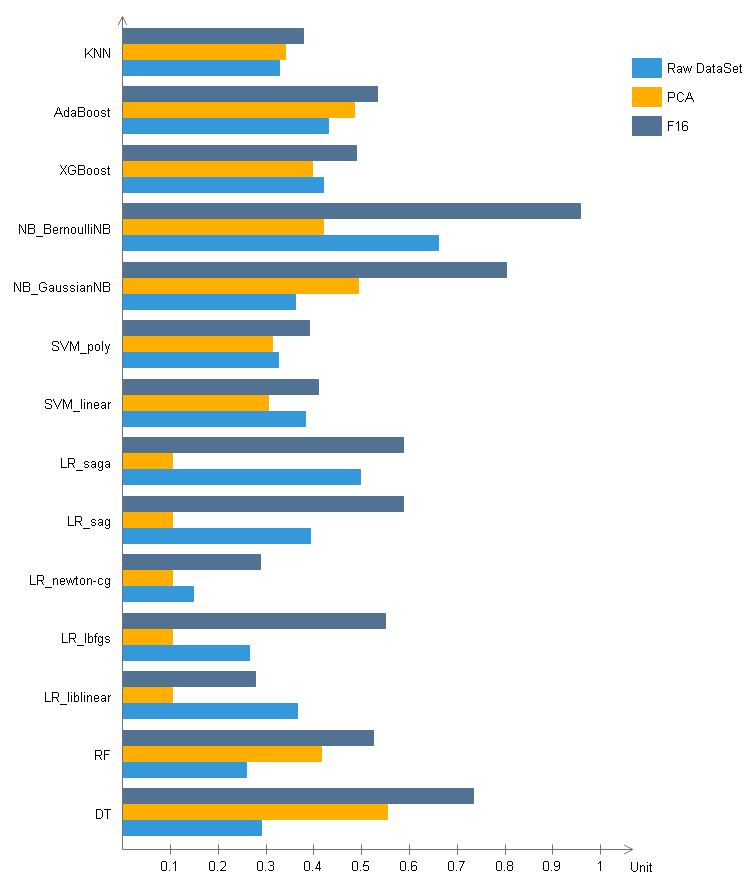 KNN
AdaBoost
XGBoost
NB_BernoulliNB
NB_GaussianNB
SVM_poly
SVM_linear
LR_saga
LR_sag
LR_newton-cg
LR_lbfgs
LR_liblinear
RF
DT
0.1 0.2 0.3 0.4 0.5 0.6 0.7 0.8 0.9 1 Unit
Raw DataSet
PCA
F16